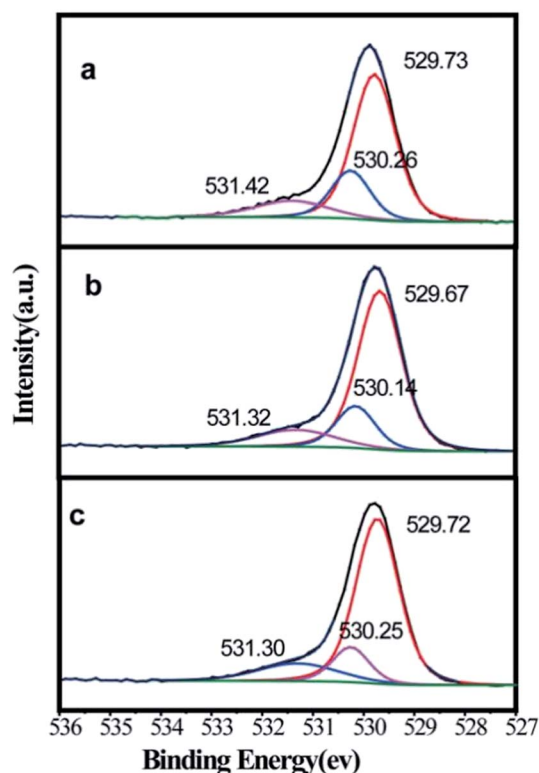 a
529.73
530.26
531.42
b
529.67
530.14
531.32
c
529.72
530.25
531.30
Intensity(a.u.)
536 535 534 533 532 531 530 529 528 527
Binding Energy(ev)